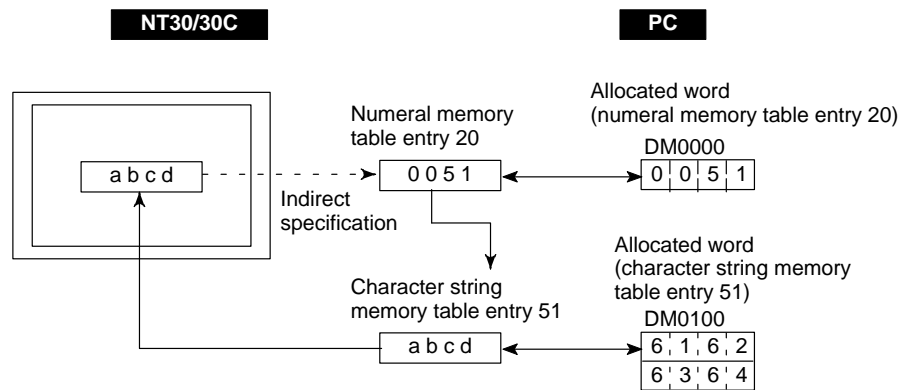 NT30/30C
PC
Allocated word
(numeral memory table entry 20)
Numeral memory
table entry 20
DM0000
a b c d
0 0 5 1
0 0 5 1
Indirect
specification
Allocated word
(character string memory
table entry 51)
Character string
memory table entry 51
DM0100
a b c d
6 1 6 2
6 3 6 4